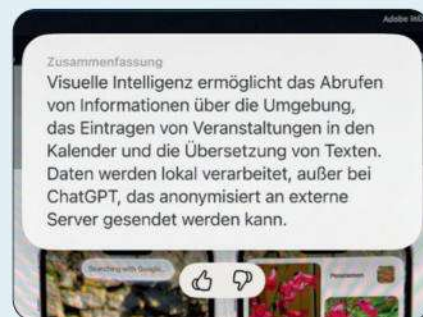 Adobe InD
Zusammenfassung
Visuelle Intelligenz ermöglicht das Abrufen
von Informationen über die Umgebung,
das Eintragen von Veranstaltungen in den
Kalender und die Übersetzung von Texten.
Daten werden lokal verarbeitet, außer bei
ChatGPT, das anonymisiert an externe
Server gesendet werden kann.
Searching with Google...